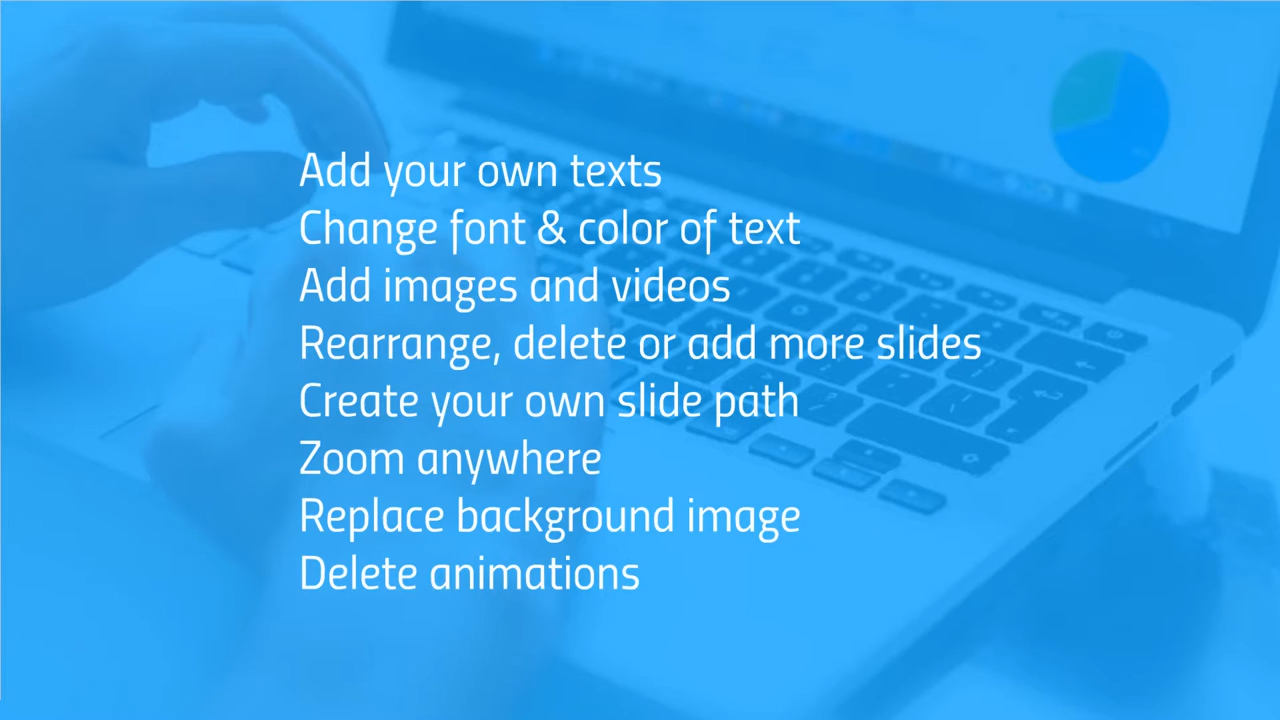 Add your own texts
Change font & color of text
Add images and videos
Rearrange, delete or add more slides
Create your own slide path
Zoom anywhere
Replace background image
Delete animations